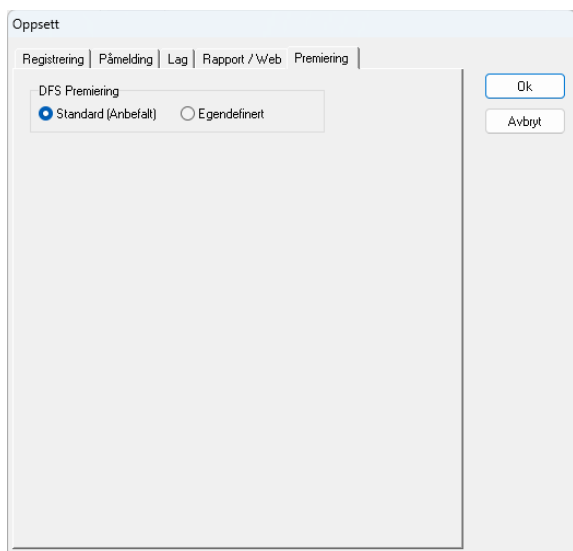 Oppsett
Registrering Påmelding Lag Rapport / Web Premiering
DFS Premiering
Standard (Anbefalt) Egendefinert
Ok
Avbryt